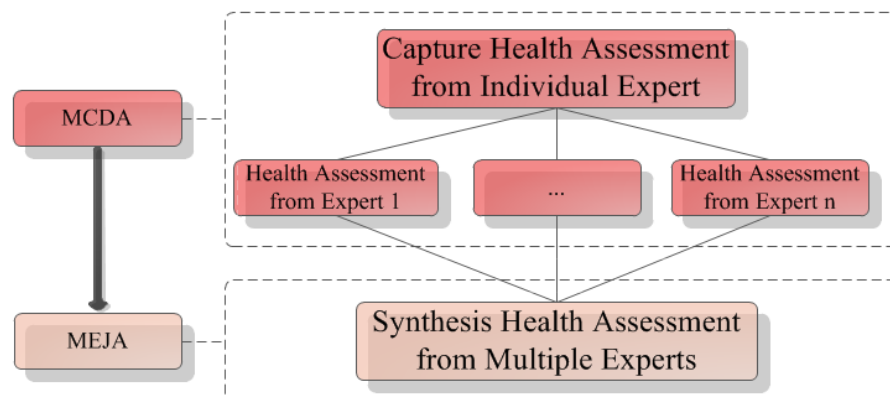 Capture Health Assessment
from Individual Expert
MCDA
Health Assessment
from Expert 1
...
Health Assessment
from Expert n
MEJA
Synthesis Health Assessment
from Multiple Experts